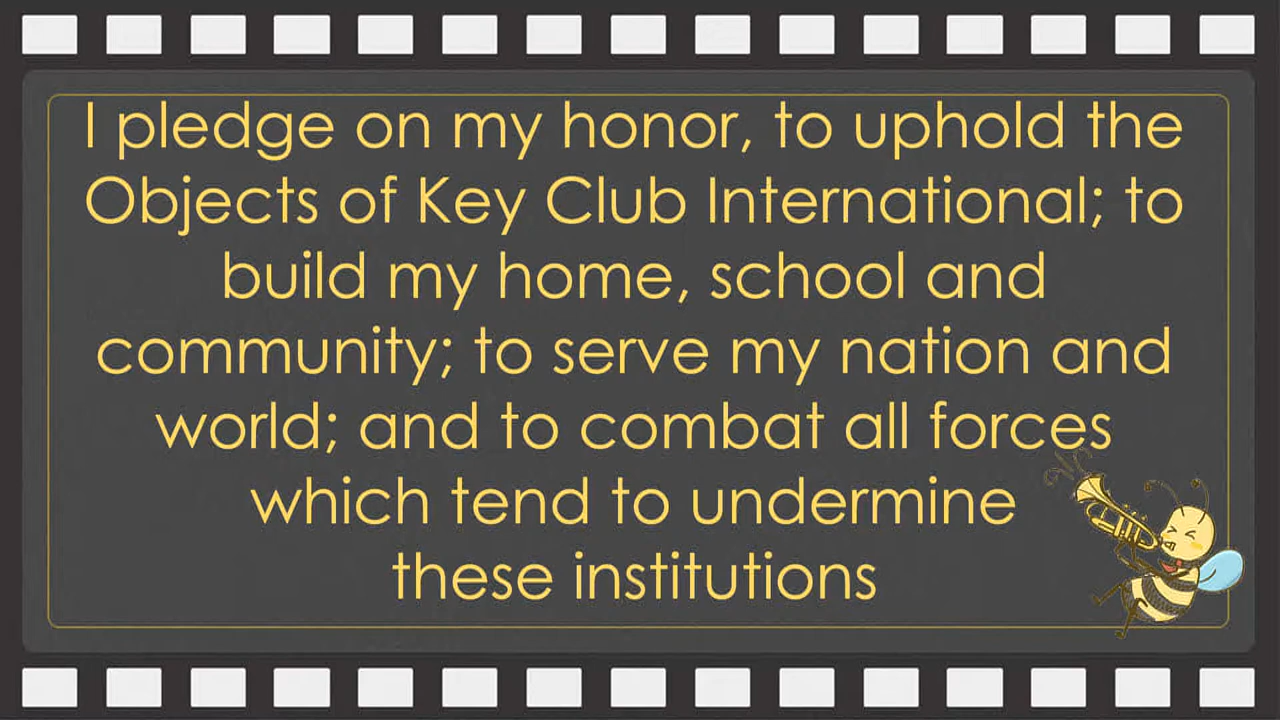 I pledge on my honor, to uphold the
Objects of Key Club International; to
build my home, school and
community; to serve my nation and
world; and to combat all forces
which tend to undermine
these institutions